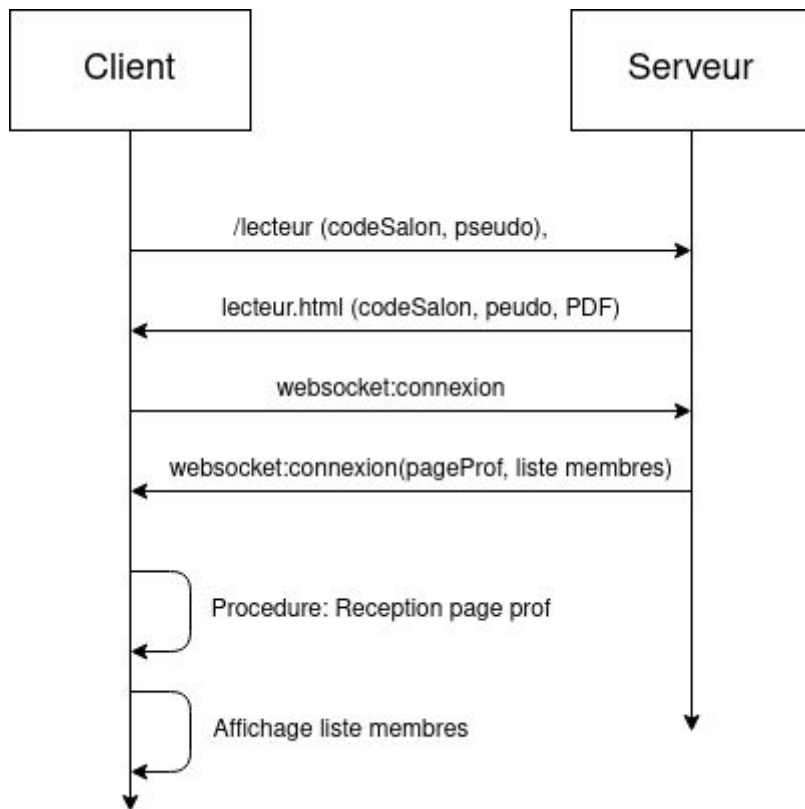 Client
Serveur
/lecteur (codeSalon, pseudo),
lecteur.html (codeSalon, peudo, PDF)
websocket:connexion
websocket:connexion(pageProf, liste membres)
Procedure: Reception page prof
Affichage liste membres